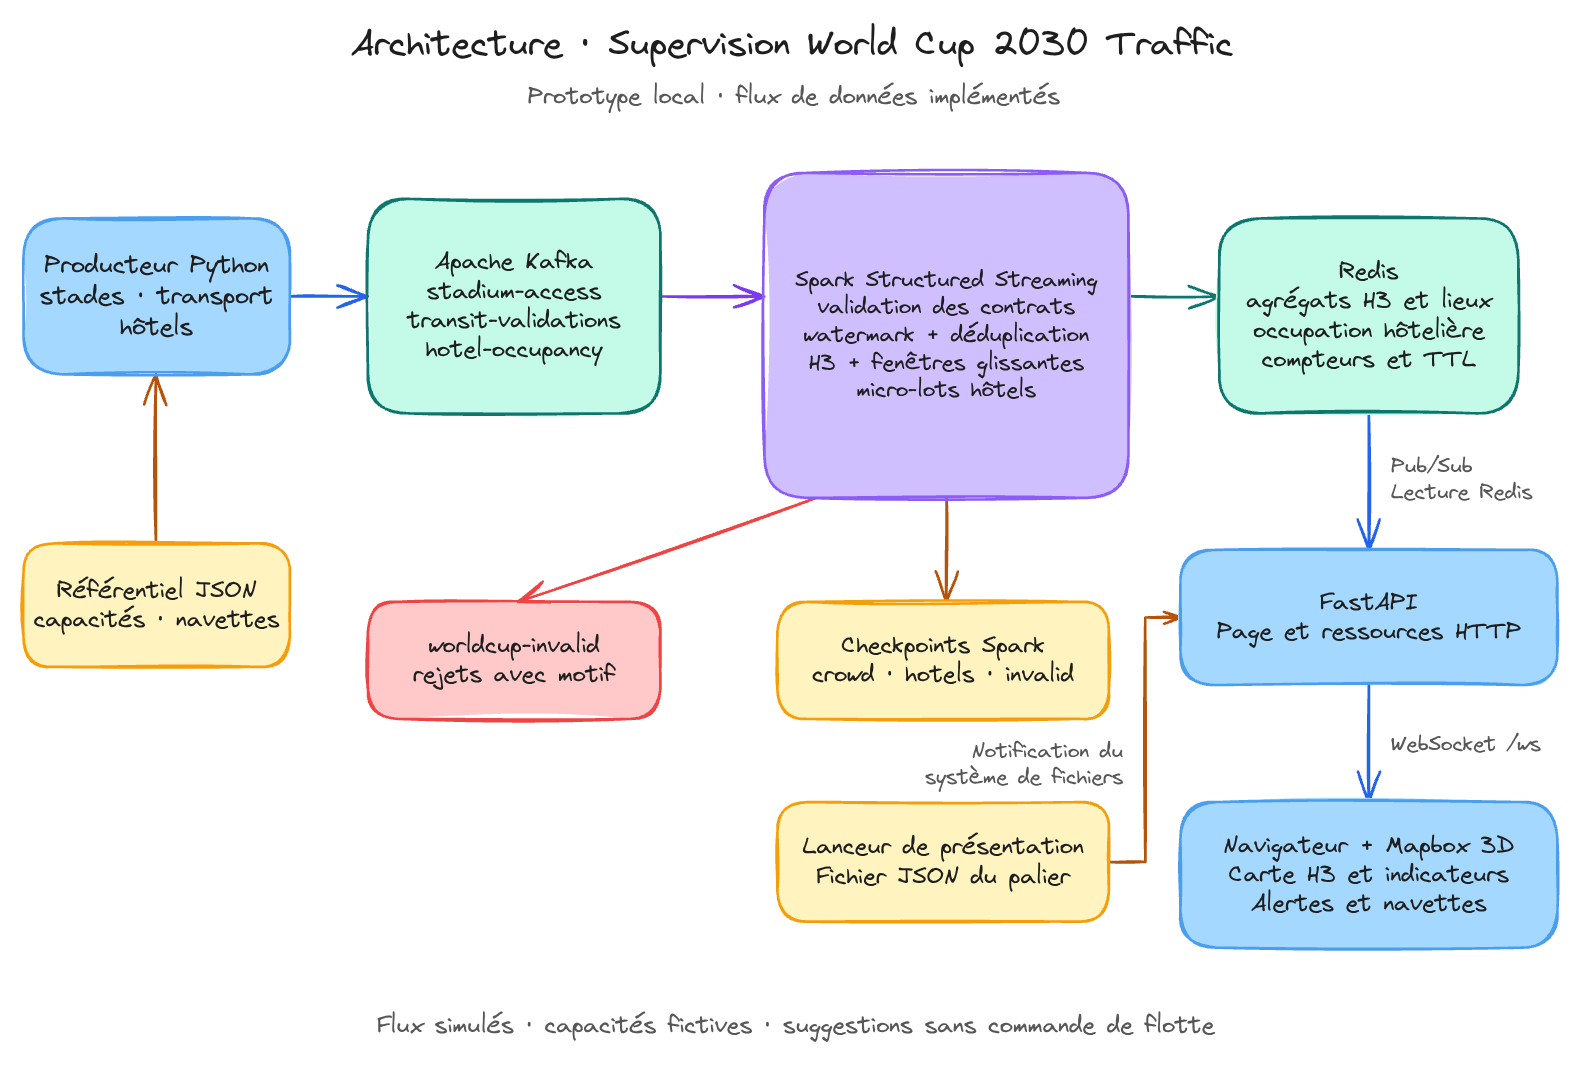 Architecture · Supervision World Cup 2030 Traffic
Prototype local · flux de données implémentés
Producteur Python
stades · transport
hôtels
Apache Kafka
stadium-access
transit-validations
hotel-occupancy
Spark Structured Streaming
validation des contrats
watermark + déduplication
H3 + fenêtres glissantes
micro-lots hôtels
Redis
agrégats H3 et lieux
occupation hôtelière
compteurs et TTL
Pub/Sub
Lecture Redis
Référentiel JSON
capacités · navettes
worldcup-invalid
rejets avec motif
Checkpoints Spark
crowd · hotels · invalid
FastAPI
Page et ressources HTTP
Notification du
système de fichiers
WebSocket /ws
Lanceur de présentation
Fichier JSON du palier
Navigateur + Mapbox 3D
Carte H3 et indicateurs
Alertes et navettes
Flux simulés · capacités fictives · suggestions sans commande de flotte